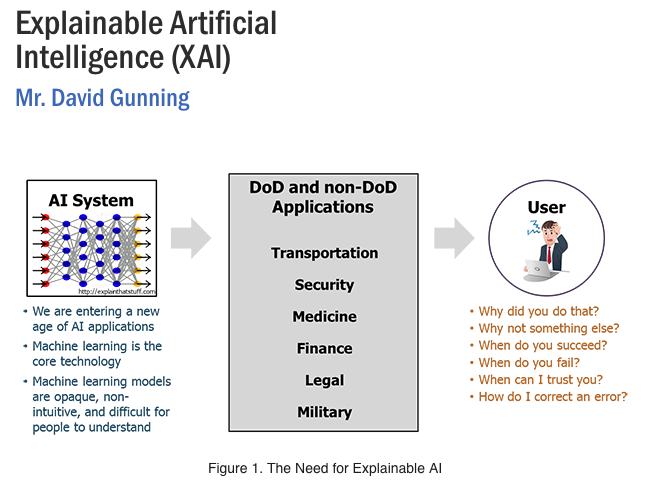 Explainable Artificial
Intelligence (XAI)
Mr. David Gunning
AI System
http://explainthatstuff.com
• We are entering a new
age of AI applications
• Machine learning is the
core technology
• Machine learning models
are opaque, non-
intuitive, and difficult for
people to understand
DoD and non-DoD
Applications
Transportation
Security
Medicine
Finance
Legal
Military
User
• Why did you do that?
• Why not something else?
• When do you succeed?
• When do you fail?
• When can I trust you?
• How do I correct an error?
Figure 1. The Need for Explainable AI